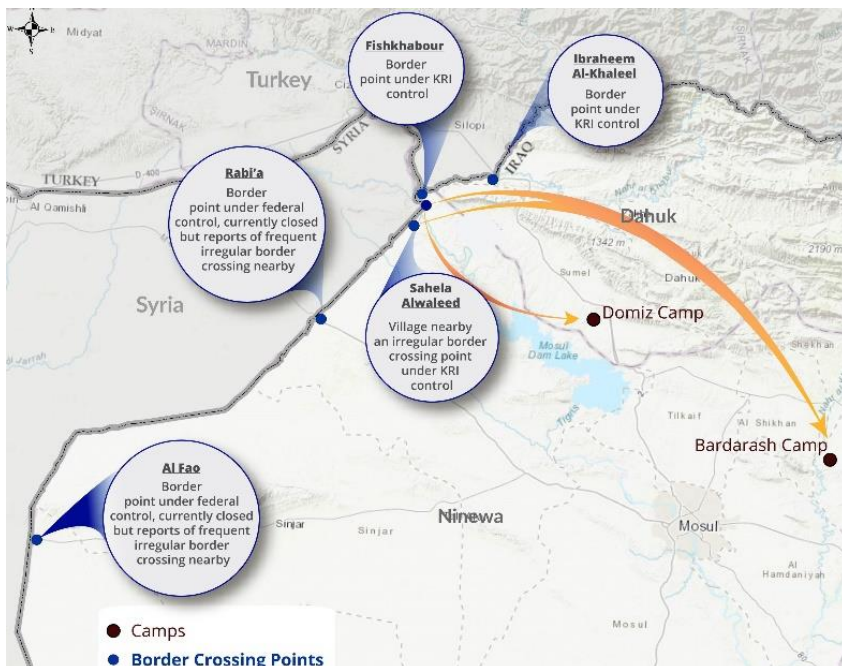 N
S
Midyat
MARDIN
SIRNAK
Turkey
Fishkhabour
Border
point under KRI
control
Ibraheem
Al-Khaleel
Border
point under
KRI control
Silopi
SYRIA
IRAQ
SIRNAK
D-400
TURKEY
Al Qamishli
Rabi'a
Border
point under federal
control, currently closed
but reports of frequent
irregular border
crossing nearby
Dahuk
1342 m
2190 m
Sumel
Dahuk
Syria
Sahela
Alwaleed
Village nearby
an irregular border
crossing point
under KRI
control
Domiz Camp
Mosul
Dam Lake
Shekhan
Tigris
Tilkaif
Al Shikhan
Bardarash Camp
Al Fao
Border
point under federal
control, currently closed
but reports of frequent
irregular border
crossing nearby
Sinjar
Sinjar
Ninewa
Mosul
Al
Hamdaniyah
Mosul
80
Camps
Border Crossing Points